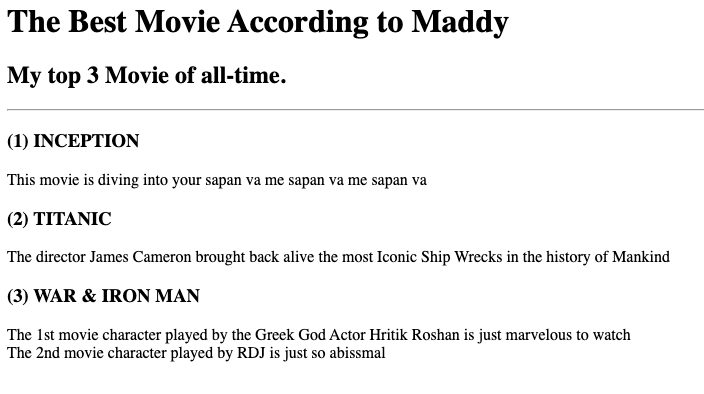 The Best Movie According to Maddy
My top 3 Movie of all-time.
(1) INCEPTION
This movie is diving into your sapan va me sapan va me sapan va
(2) TITANIC
The director James Cameron brought back alive the most Iconic Ship Wrecks in the history of Mankind
(3) WAR & IRON MAN
The 1st movie character played by the Greek God Actor Hritik Roshan is just marvelous to watch
The 2nd movie character played by RDJ is just so abissmal